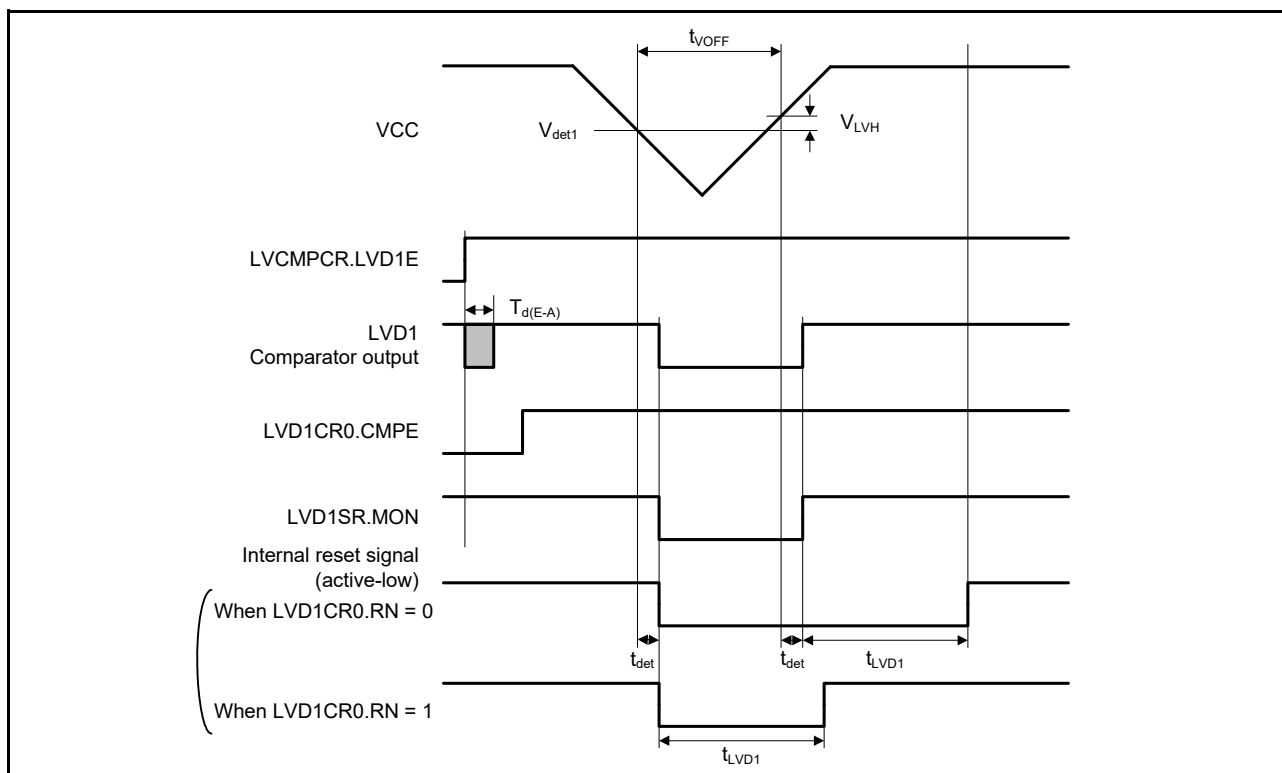 tVOFF
VCC
Vdet1
VLVH
LVCMPCR.LVD1E
Td(E-A)
LVD1
Comparator output
LVD1CR0.CMPE
LVD1SR.MON
Internal reset signal
(active-low)
When LVD1CR0.RN = 0
tdet
tdet
tLVD1
When LVD1CR0.RN = 1
tLVD1